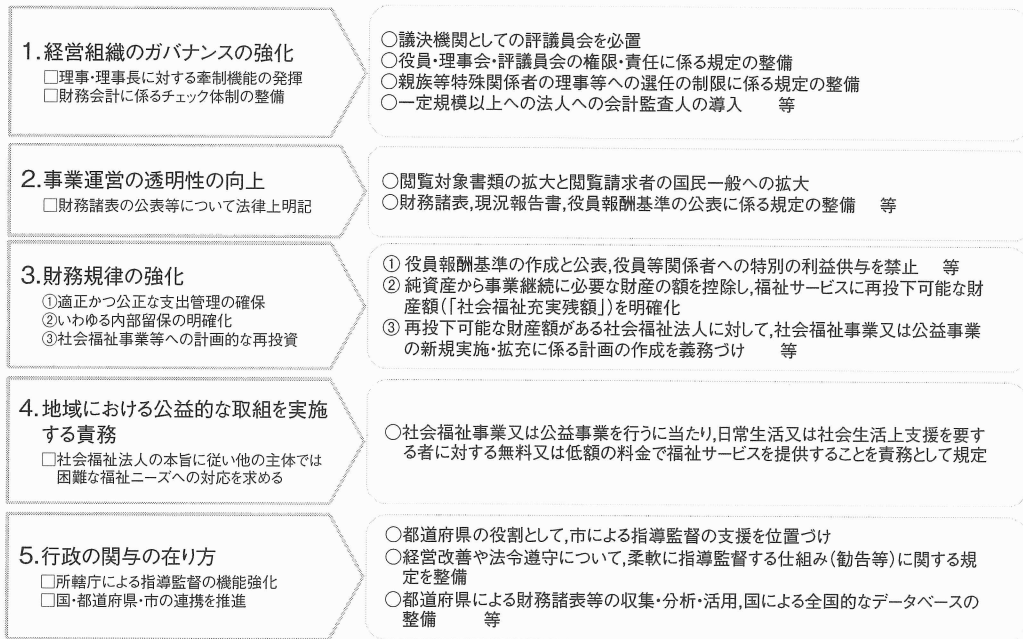 1.経営組織のガバナンスの強化
□理事・理事長に対する牽制機能の発揮
□財務会計に係るチェック体制の整備
○議決機関としての評議員会を必置
○役員・理事会・評議員会の権限・責任に係る規定の整備
○親族等特殊関係者の理事等への選任の制限に係る規定の整備
○一定規模以上への法人への会計監査人の導入 等
2.事業運営の透明性の向上
□財務諸表の公表等について法律上明記
○閲覧対象書類の拡大と閲覧請求者の国民一般への拡大
○財務諸表,現況報告書,役員報酬基準の公表に係る規定の整備 等
3.財務規律の強化
①適正かつ公正な支出管理の確保
②いわゆる内部留保の明確化
③社会福祉事業等への計画的な再投資
① 役員報酬基準の作成と公表,役員等関係者への特別の利益供与を禁止 等
② 純資産から事業継続に必要な財産の額を控除し,福祉サービスに再投下可能な財
産額(「社会福祉充実残額」)を明確化
③ 再投下可能な財産額がある社会福祉法人に対して,社会福祉事業又は公益事業
の新規実施・拡充に係る計画の作成を義務づけ 等
4.地域における公益的な取組を実施
する責務
□社会福祉法人の本旨に従い他の主体では
困難な福祉ニーズへの対応を求める
○社会福祉事業又は公益事業を行うに当たり,日常生活又は社会生活上支援を要す
る者に対する無料又は低額の料金で福祉サービスを提供することを責務として規定
5.行政の関与の在り方
□所轄庁による指導監督の機能強化
□国・都道府県・市の連携を推進
○都道府県の役割として,市による指導監督の支援を位置づけ
○経営改善や法令遵守について,柔軟に指導監督する仕組み(勧告等)に関する規
定を整備
○都道府県による財務諸表等の収集・分析・活用,国による全国的なデータベースの
整備 等